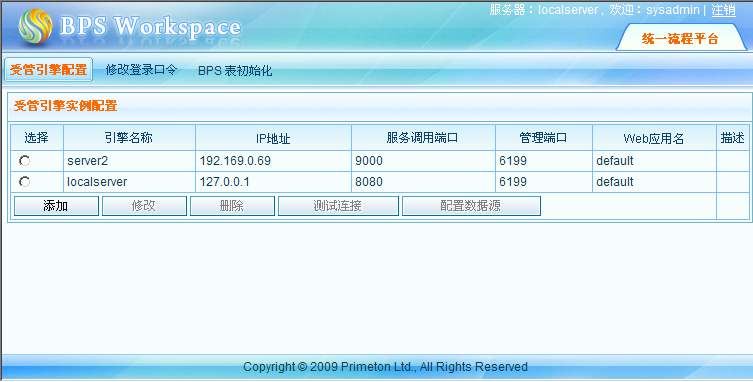 服务器：localserver , 欢迎：sysadmin | 注销
BPS Workspace
统一流程平台
受管引擎配置 修改登录口令 BPS 表初始化
受管引擎实例配置
选择 引擎名称 IP地址 服务调用端口 管理端口 Web应用名 描述
server2 192.169.0.69 9000 6199 default
localserver 127.0.0.1 8080 6199 default
添加 修改 删除 测试连接 配置数据源
Copyright © 2009 Primeton Ltd., All Rights Reserved